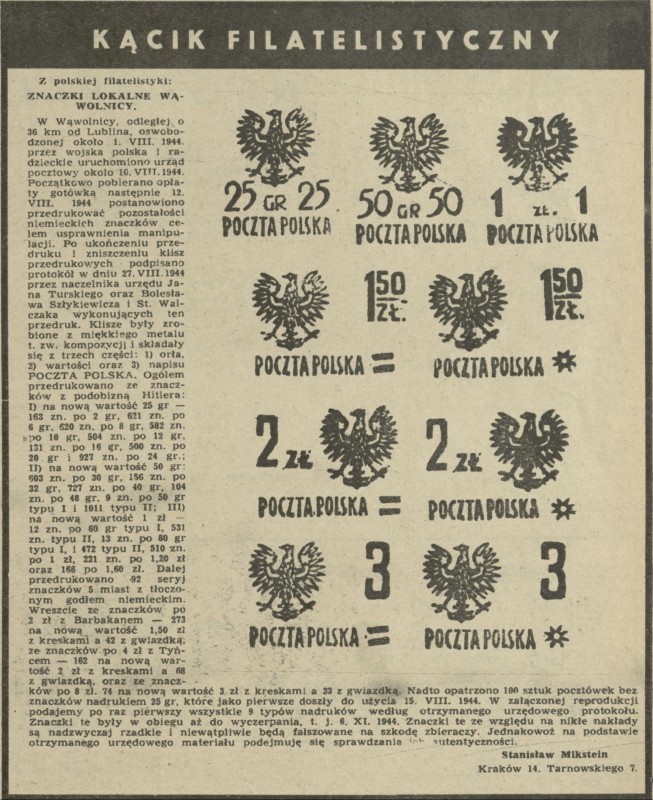 KĄCIK FILATELISTYCZNY
Z polskiej filatelistyki:
ZNACZKI LOKALNE WĄ-
WOLNICY.
W Wąwolnicy, odległej o
36 km od Lublina, oswobo-
dzonej około 1. VIII. 1944.
przez wojska polska i ra-
dzieckie uruchomiono urząd
pocztowy około 10. VIII. 1944.
Początkowo pobierano opła-
ty gotówką następnie 12.
VIII. 1944 postanowiono
przedrukować pozostałości
niemieckich znaczków ce-
lem usprawnienia manipu-
lacji. Po ukończeniu prze-
druku i zniszczeniu klisz
przedrukowych podpisano
protokół w dniu 27. VIII. 1944
przez naczelnika urzędu Ja-
na Turskiego oraz Bolesła-
wa Szłykiewicza i St. Wal-
czaka wykonujących ten
przedruk. Klisze były zro-
bione z miękkiego metalu
t. zw. kompozycji i składały
się z trzech części: 1) orła,
2) wartości oraz 3) napisu
POCZTA POLSKA. Ogółem
przedrukowano ze znacz-
ków z podobizną Hitlera:
I) na nową wartość 25 gr —
163 zn. po 2 gr, 621 zn. po
6 gr, 620 zn. po 8 gr, 582 zn.
po 10 gr, 504 zn. po 12 gr,
131 zn. po 16 gr, 500 zn. po
20 gr i 927 zn. po 24 gr.;
II) na nową wartość 50 gr:
603 zn. po 30 gr, 156 zn. po
32 gr, 727 zn. po 40 gr, 104
zn. po 48 gr, 9 zn. po 50 gr
typu I i 1011 typu II; III)
na nową wartość 1 zł —
12 zn. po 60 gr typu I, 531
zn. typu II, 13 zn. po 80 gr
typu I, i 472 typu II, 510 zn.
po 1 zł, 221 zn. po 1,20 zł
oraz 166 po 1,60 zł. Dalej
przedrukowano 92 seryj
znaczków 5 miast z tłoczo-
nym godłem niemieckim.
Wreszcie ze znaczków po
2 zł z Barbakanem — 273
na nową wartość 1,50 zł
z kreskami a 42 z gwiazdką,
ze znaczków po 4 zł z Tyń-
cem — 162 na nową war-
tość 2 zł z kreskami a 68
z gwiazdką, oraz ze znacz-
ków po 8 zł. 74 na nową wartość 3 zł z kreskami a 23 z gwiazdką. Nadto opatrzono 100 sztuk pocztówek bez
znaczków nadrukiem 25 gr, które jako pierwsze doszły do użycia 15. VIII. 1944. W załączonej reprodukcji
podajemy po raz pierwszy wszystkie 9 typów nadruków według otrzymanego urzędowego protokołu.
Znaczki te były w obiegu aż do wyczerpania, t. j. 6. XI. 1944. Znaczki te ze względu na nikłe nakłady
są nadzwyczaj rzadkie i niewątpliwie będą fałszowane na szkodę zbieraczy. Jednakowoż na podstawie
otrzymanego urzędowego materiału podejmuję się sprawdzania ich autentyczności.
Stanisław Mikstein
Kraków 14, Tarnowskiego 7.
25 GR 25
POCZTA POLSKA
50 GR 50
POCZTA POLSKA
1 ZŁ. 1
POCZTA POLSKA
1 50 ZŁ.
POCZTA POLSKA =
1 50 ZŁ.
POCZTA POLSKA *
2 ZŁ
POCZTA POLSKA =
2 ZŁ
POCZTA POLSKA *
3
POCZTA POLSKA =
3
POCZTA POLSKA *